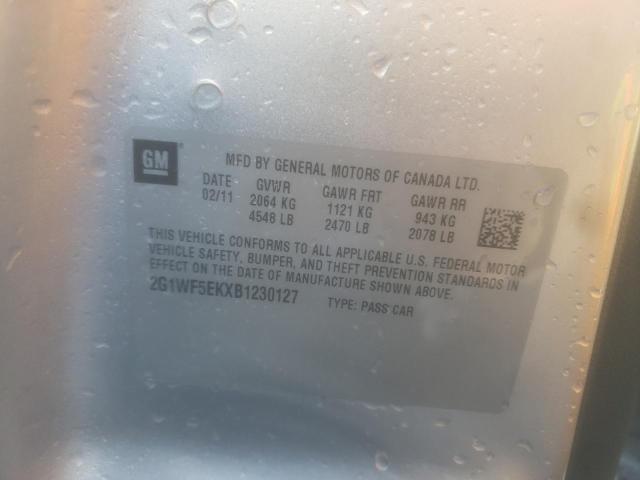 GM
MFD BY GENERAL MOTORS OF CANADA LTD.
DATE GVWR GAWR FRT GAWR RR
02/11 2064 KG 1121 KG 943 KG
4548 LB 2470 LB 2078 LB
THIS VEHICLE CONFORMS TO ALL APPLICABLE U.S. FEDERAL MOTOR
VEHICLE SAFETY, BUMPER, AND THEFT PREVENTION STANDARDS IN
EFFECT ON THE DATE OF MANUFACTURE SHOWN ABOVE.
2G1WF5EKXB1230127 TYPE: PASS CAR